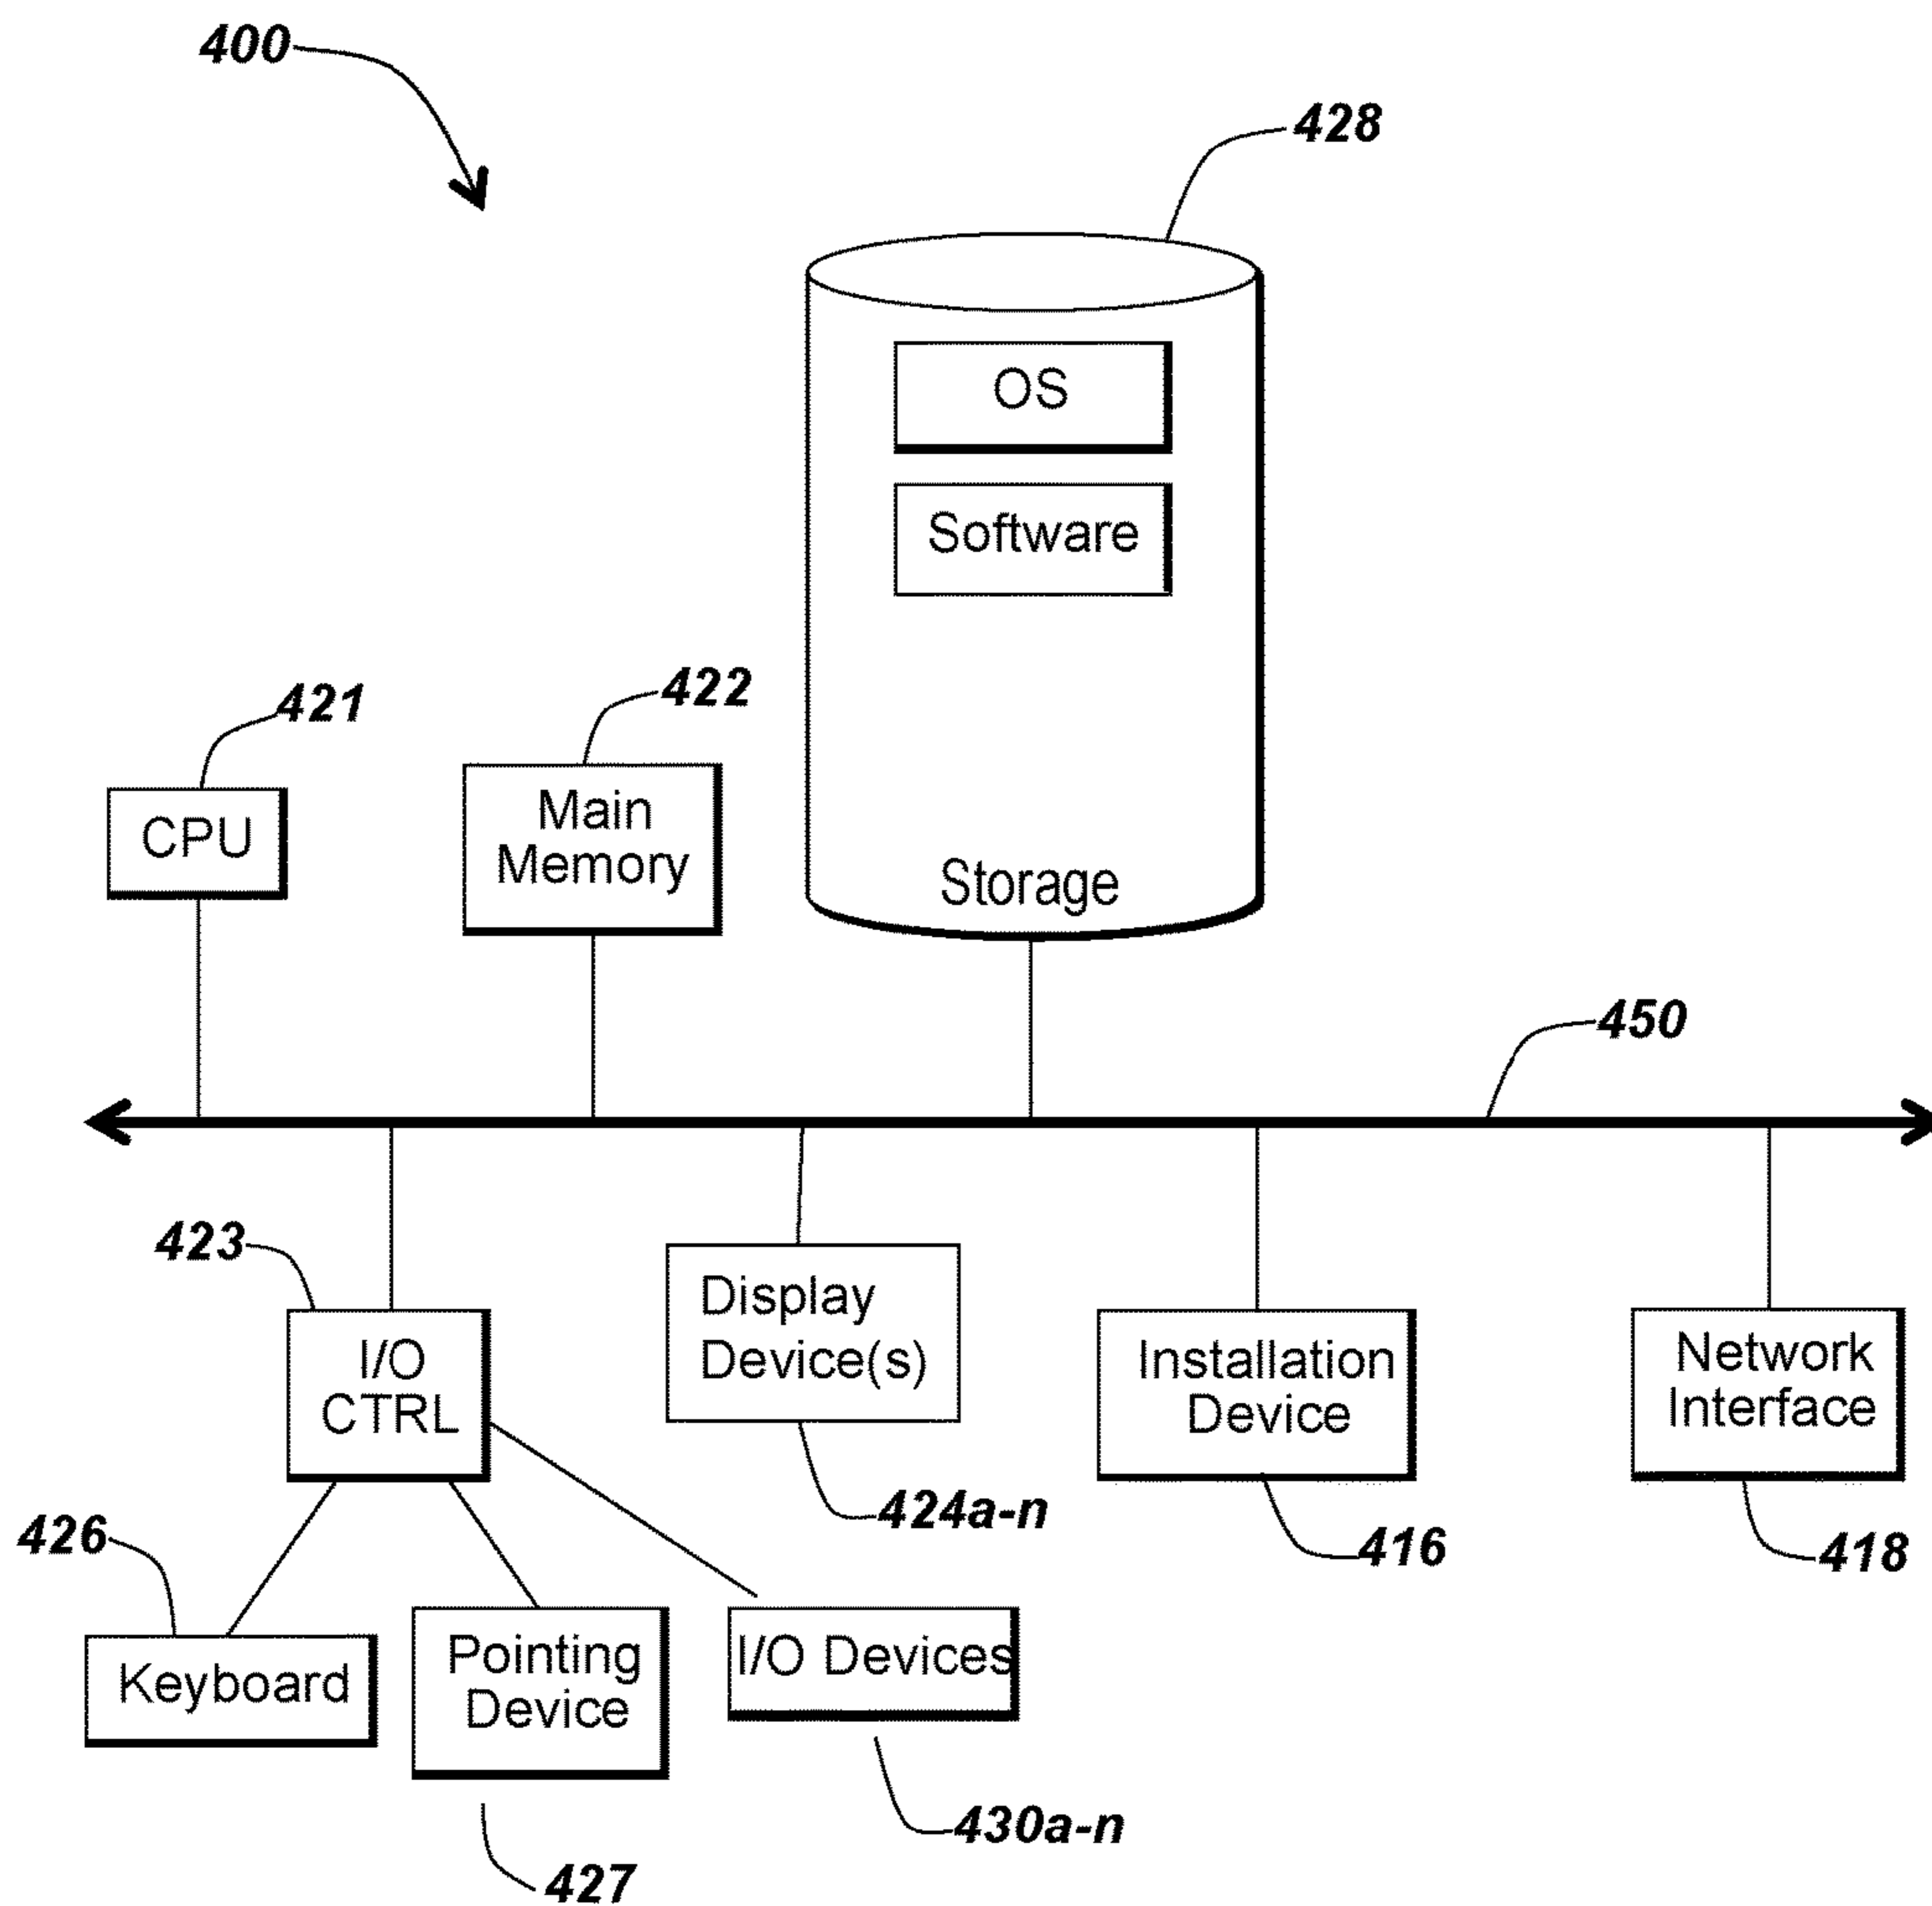 400
428
OS
Software
421
422
CPU
Main
Memory
Storage
450
423
I/O
CTRL
Display
Device(s)
Installation
Device
Network
Interface
424a-n
416
418
426
Keyboard
Pointing
Device
I/O Devices
430a-n
427